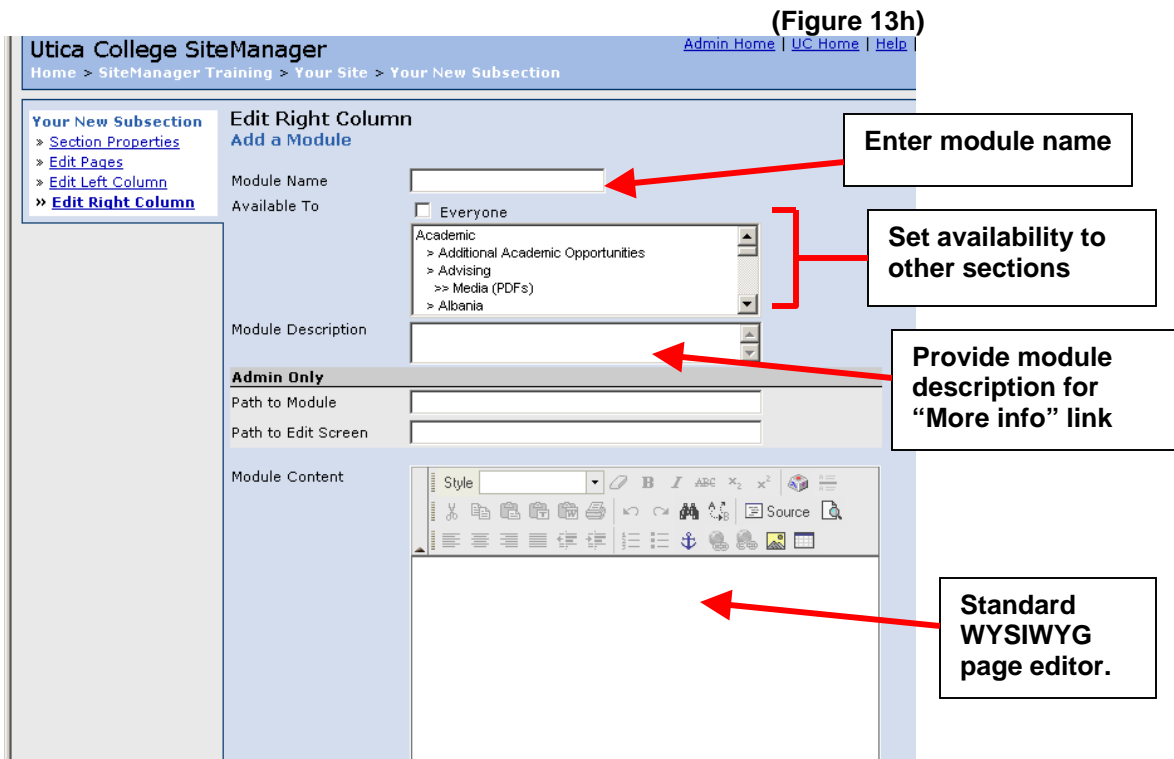 (Figure 13h)
Utica College SiteManager
Admin Home | UC Home | Help |
Home > SiteManager Training > Your Site > Your New Subsection
Your New Subsection
» Section Properties
» Edit Pages
» Edit Left Column
» Edit Right Column
Edit Right Column
Add a Module
Module Name
Available To
Everyone
Academic
> Additional Academic Opportunities
> Advising
>> Media (PDFs)
> Albania
Module Description
Admin Only
Path to Module
Path to Edit Screen
Module Content
Style
B I ABC x₂ x²
Source
Enter module name
Set availability to
other sections
Provide module
description for
“More info” link
Standard
WYSIWYG
page editor.